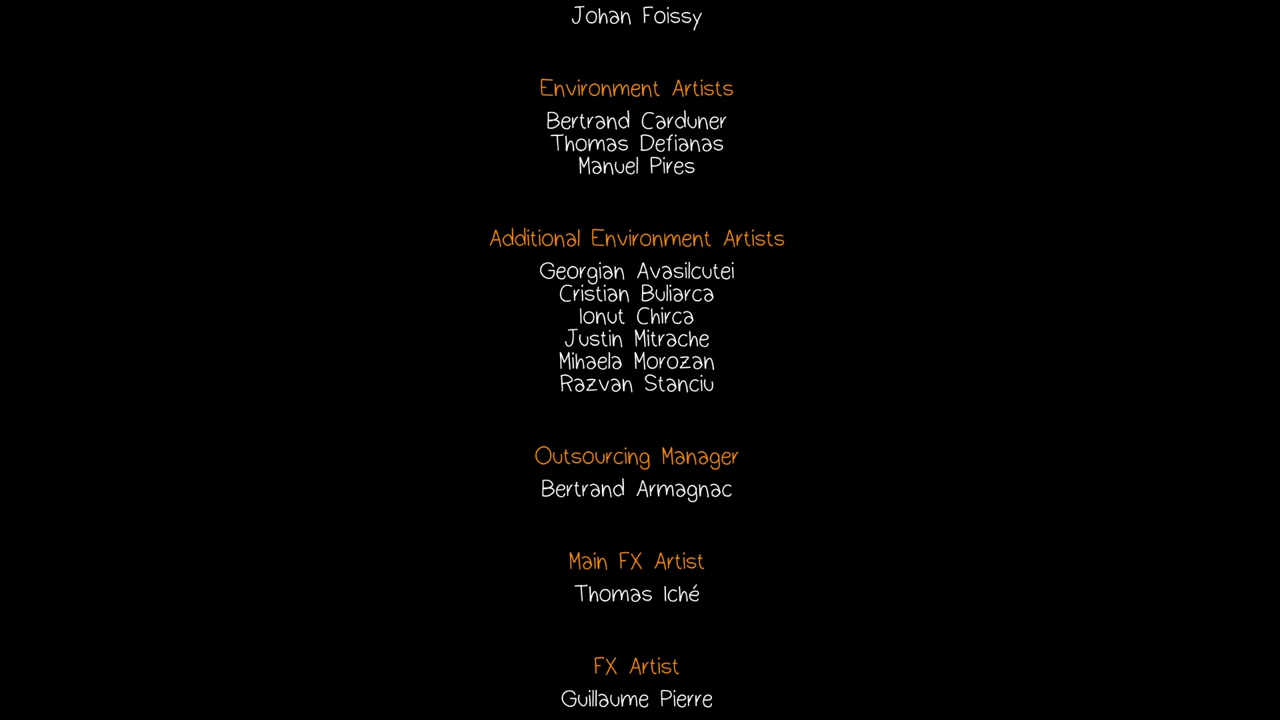 Johan Foissy
Environment Artists
Bertrand Carduner
Thomas Defianas
Manuel Pires
Additional Environment Artists
Georgian Avasilcutei
Cristian Buliarca
Ionut Chirca
Justin Mitrache
Mihaela Morozan
Razvan Stanciu
Outsourcing Manager
Bertrand Armagnac
Main FX Artist
Thomas Iché
FX Artist
Guillaume Pierre